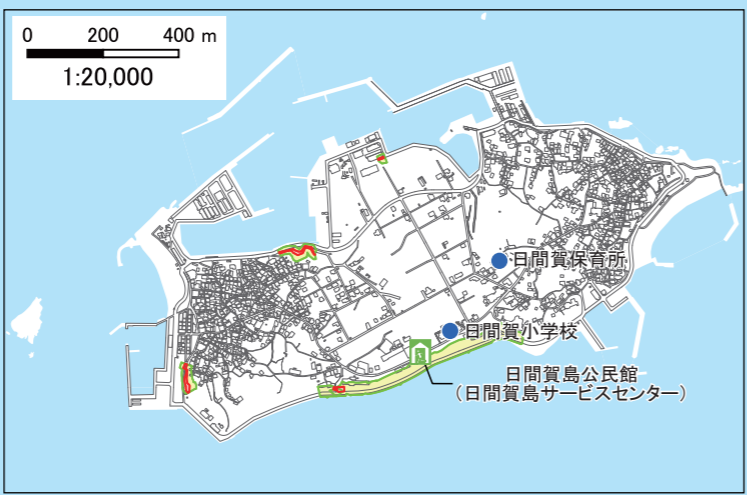 0 200 400 m
1:20,000
日間賀保育所
日間賀小学校
日間賀島公民館
(日間賀島サービスセンター)